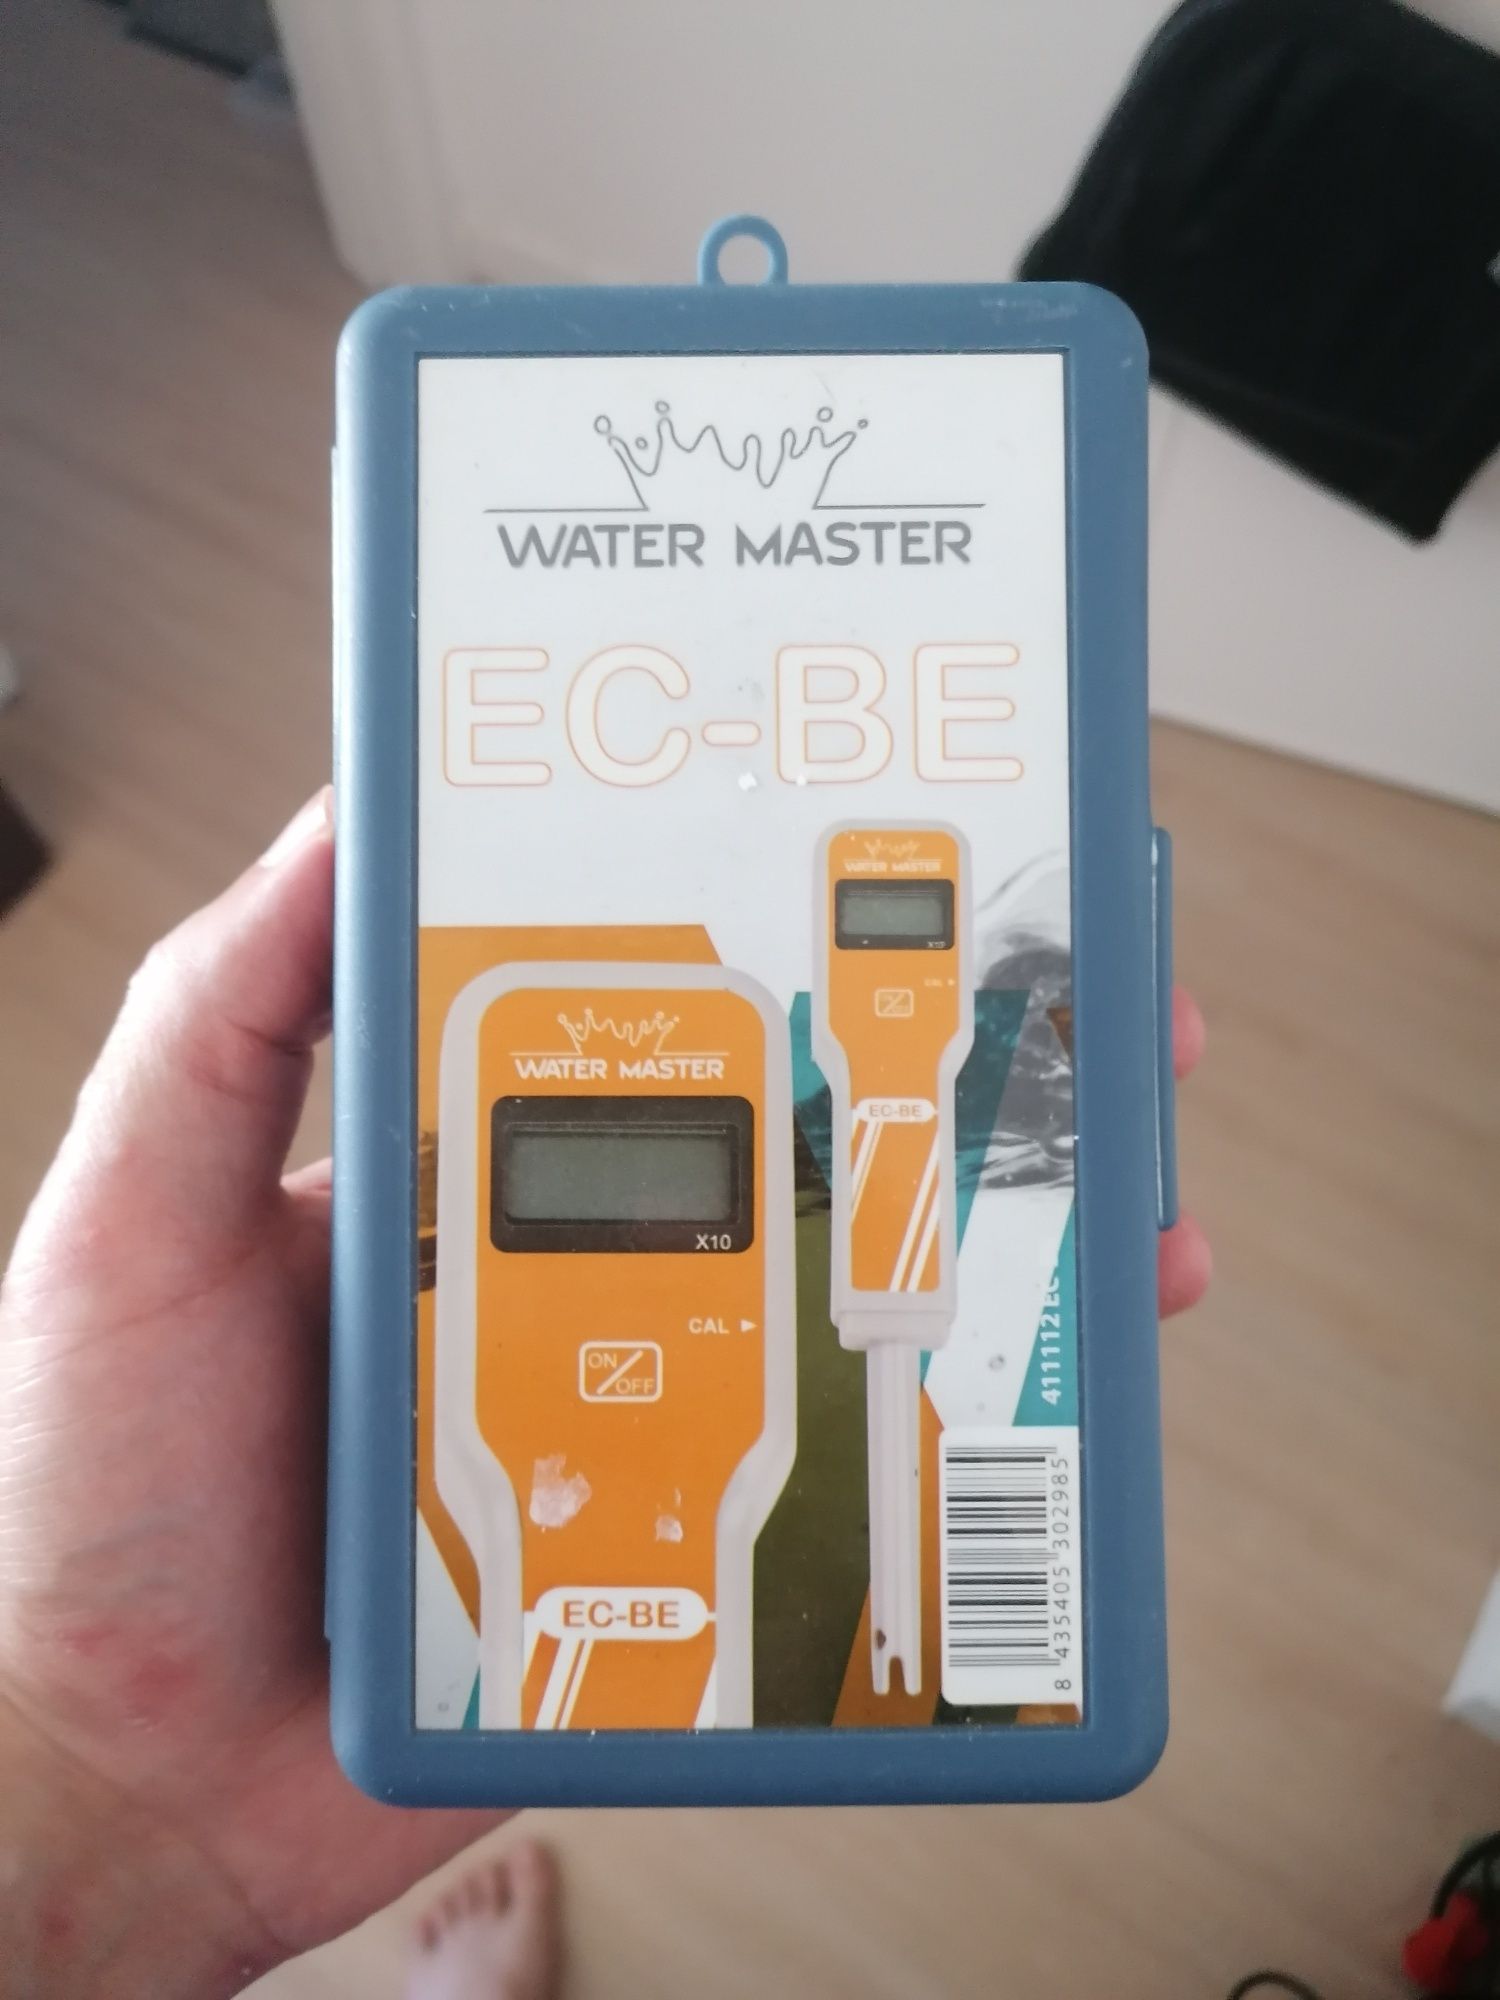 WATER MASTER
EC-BE
WATER MASTER
X10
CAL
ON/OFF
EC-BE
WATER MASTER
X10
CAL
EC-BE
411112 EC
8 435405 302985